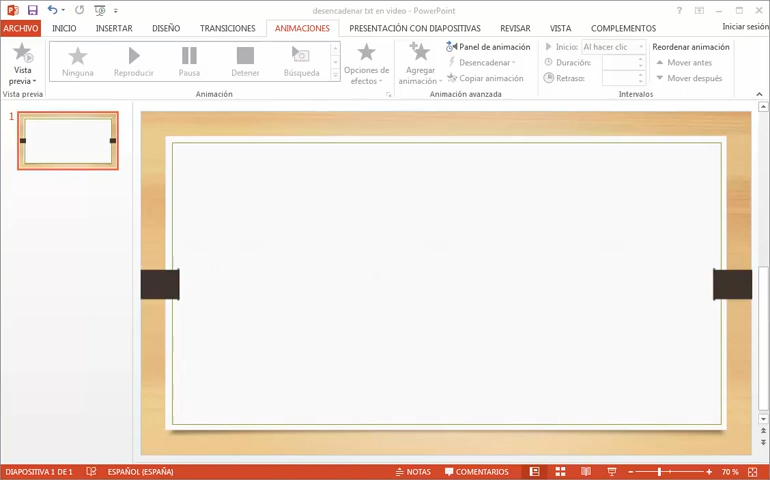 desencadenar txt en video - PowerPoint
ARCHIVO INICIO INSERTAR DISEÑO TRANSICIONES ANIMACIONES PRESENTACIÓN CON DIAPOSITIVAS REVISAR VISTA COMPLEMENTOS Iniciar sesión
Vista previa
Ninguna Reproducir Pausa Detener Búsqueda
Opciones de efectos
Agregar animación
Panel de animación
Desencadenar
Copiar animación
Inicio: Al hacer clic
Duración:
Retraso:
Reordenar animación
Mover antes
Mover después
Vista previa Animación Animación avanzada Intervalos
1
DIAPOSITIVA 1 DE 1 ESPAÑOL (ESPAÑA) NOTAS COMENTARIOS 70 %